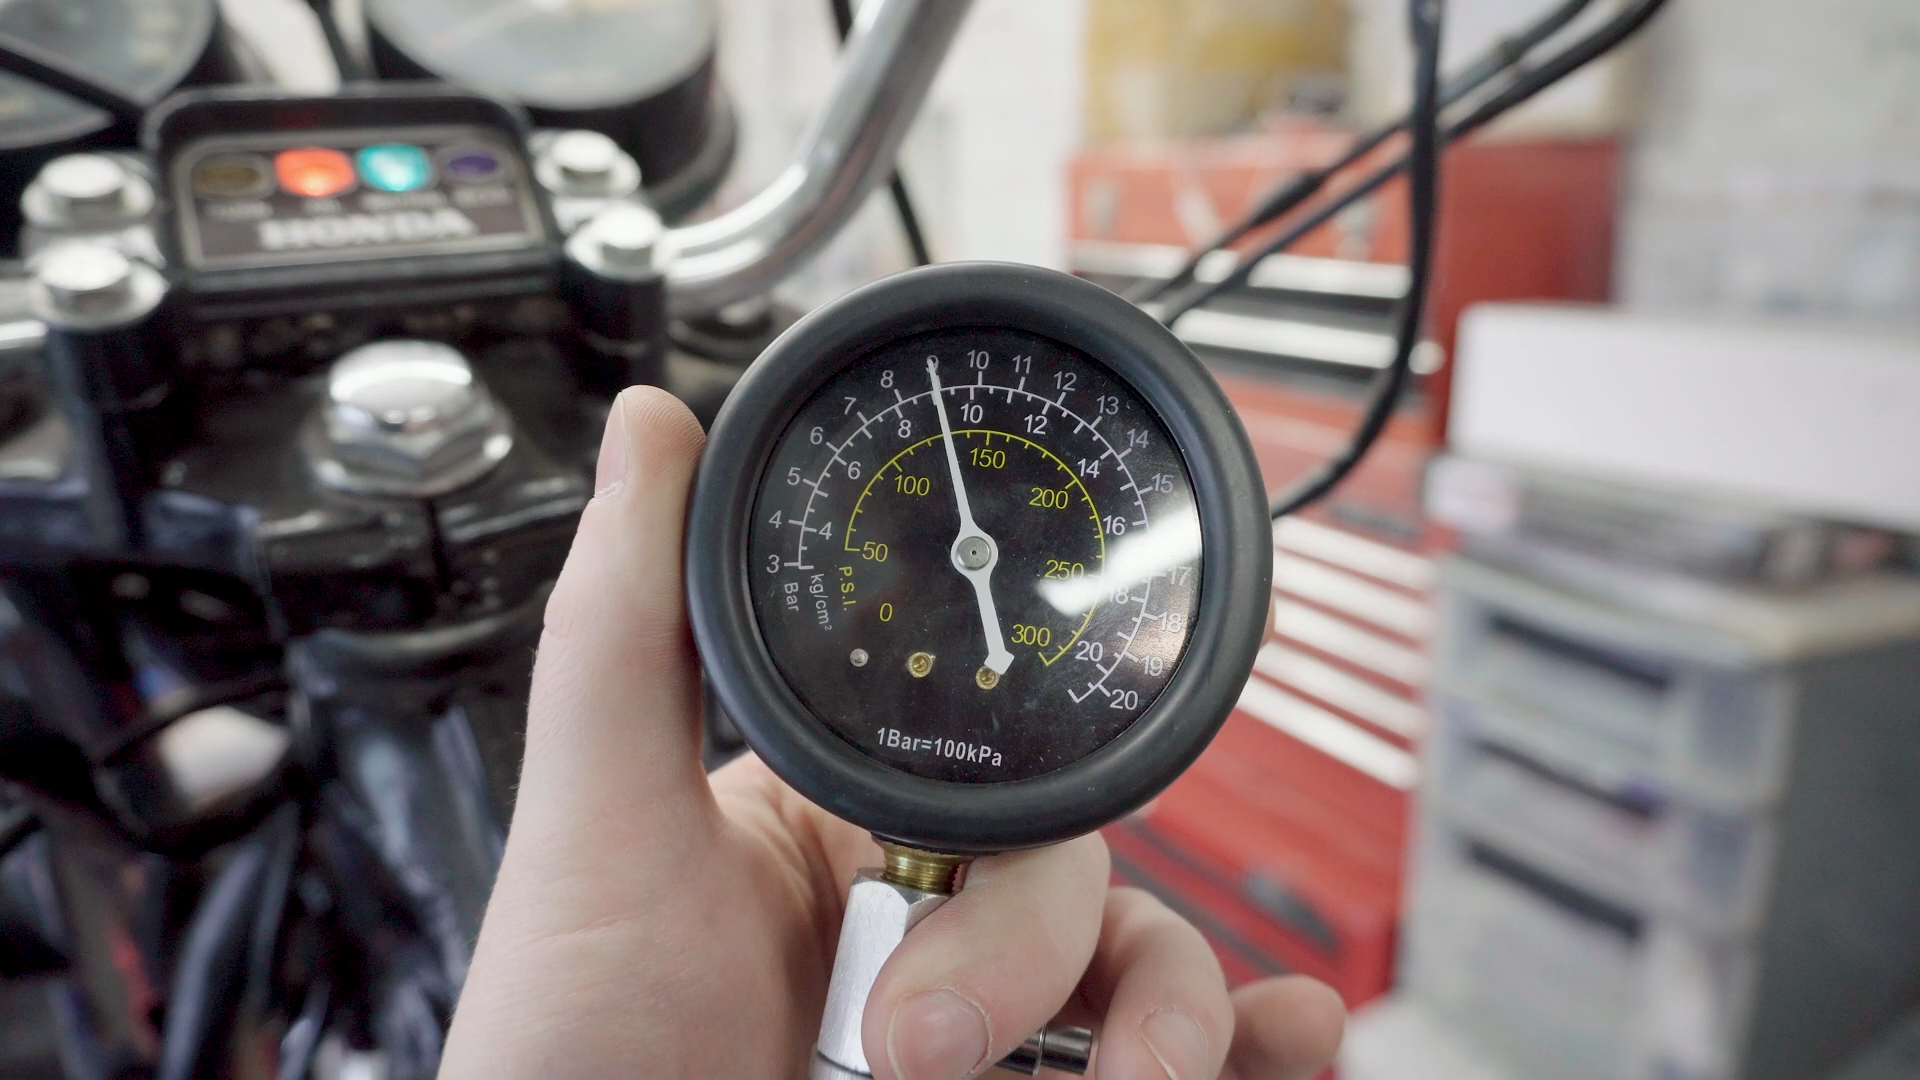 HONDA
3 4 5 6 7 8 9 10 11 12 13 14 15 16 17 18 19 20
Bar
4 6 8 10 12 14 18 20
kg/cm²
0 50 100 150 200 250 300
P.S.I.
1Bar=100kPa